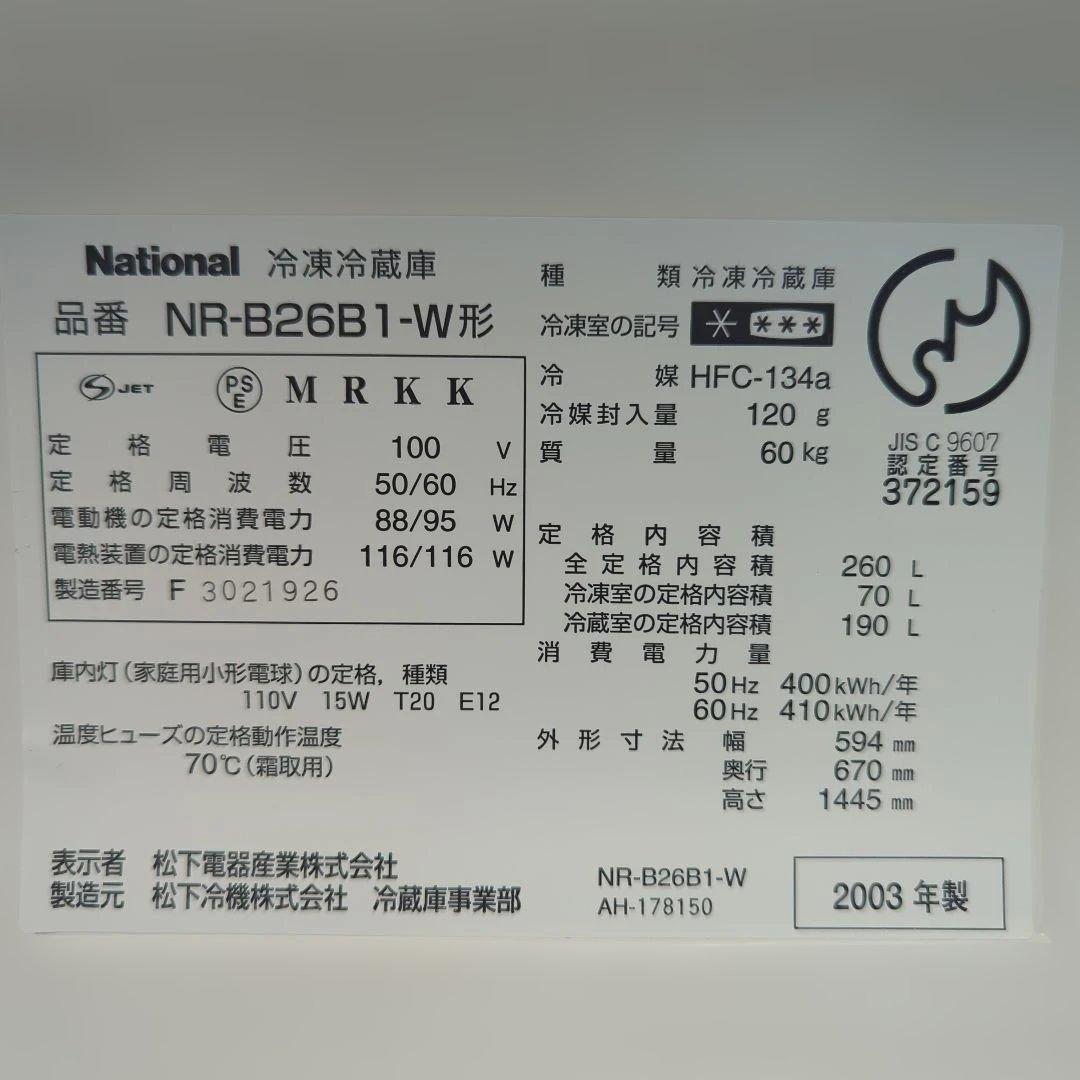 National 冷凍冷蔵庫
品番 NR-B26B1-W形
S JET PSE M R K K
定格電圧 100 V
定格周波数 50/60 Hz
電動機の定格消費電力 88/95 W
電熱装置の定格消費電力 116/116 W
製造番号 F 3021926
庫内灯(家庭用小形電球)の定格,種類
110V 15W T20 E12
温度ヒューズの定格動作温度
70℃(霜取用)
表示者 松下電器産業株式会社
製造元 松下冷機株式会社 冷蔵庫事業部
種類 冷凍冷蔵庫
冷凍室の記号 * ***
冷媒 HFC-134a
冷媒封入量 120 g
質量 60 kg
JIS C 9607
認定番号
372159
定格内容積
全定格内容積 260 L
冷凍室の定格内容積 70 L
冷蔵室の定格内容積 190 L
消費電力量
50Hz 400kWh/年
60Hz 410kWh/年
外形寸法 幅 594 mm
奥行 670 mm
高さ 1445 mm
NR-B26B1-W
AH-178150
2003年製